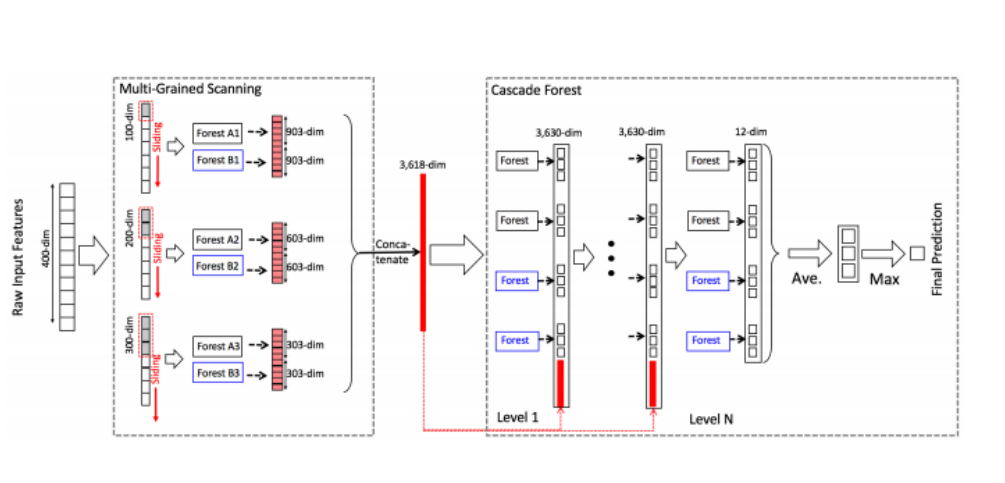 Raw Input Features
400-dim
Multi-Grained Scanning
100-dim
Sliding
Forest A1
Forest B1
903-dim
903-dim
200-dim
Sliding
Forest A2
Forest B2
603-dim
603-dim
300-dim
Sliding
Forest A3
Forest B3
303-dim
303-dim
Conca-
tenate
3,618-dim
Cascade Forest
3,630-dim
Forest
Forest
Forest
Forest
Level 1
3,630-dim
Level N
12-dim
Forest
Forest
Forest
Forest
Ave.
Max
Final Prediction